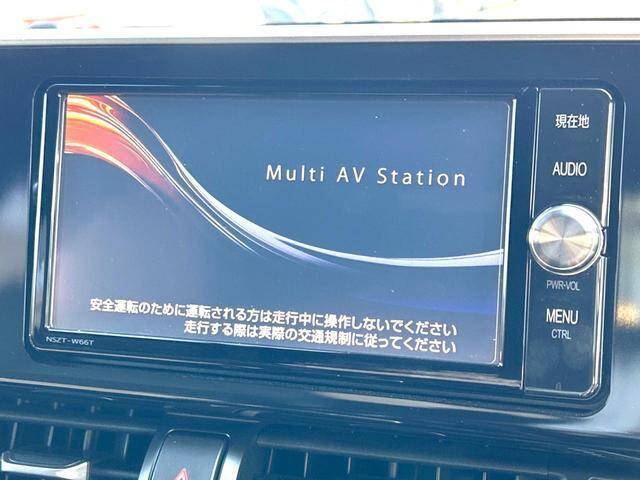 Multi AV Station
安全運転のために運転される方は走行中に操作しないでください
走行する際は実際の交通規制に従ってください
NSZT-W66T
現在地
AUDIO
PWR-VOL
MENU
CTRL